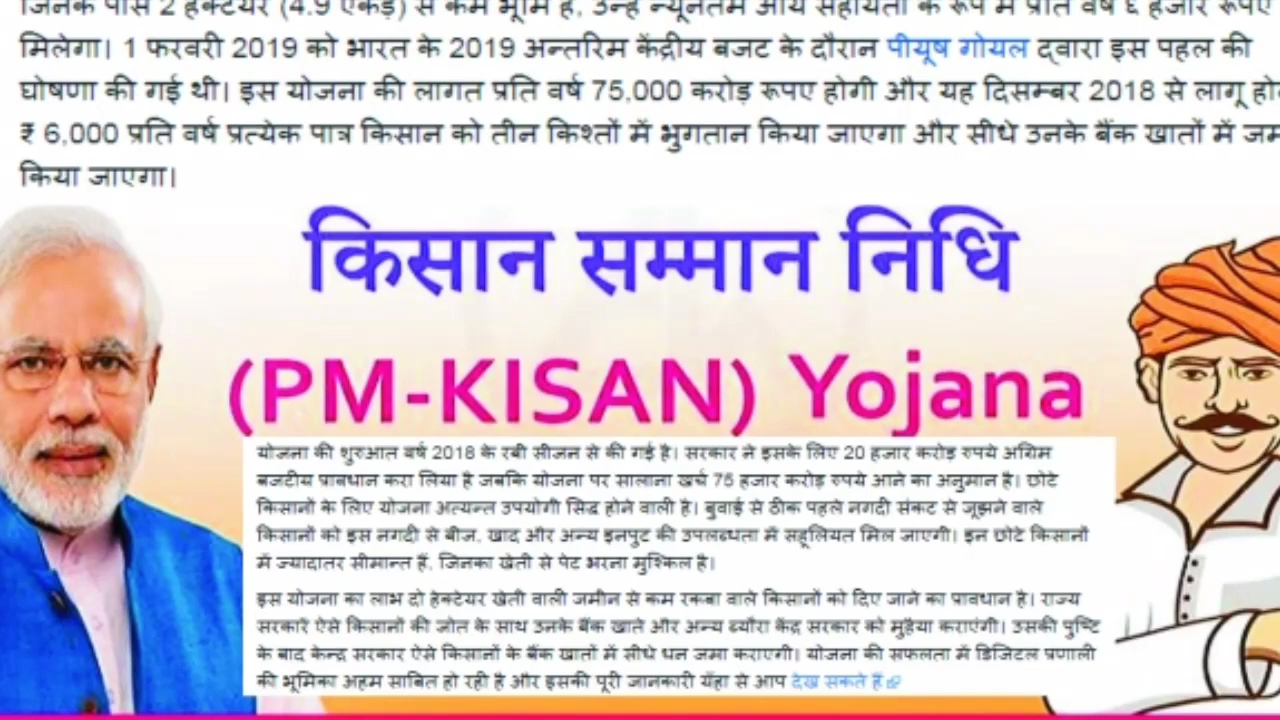 जिनके पास 2 हेक्टेयर (4.9 एकड़) से कम भूमि है, उन्हें न्यूनतम आय सहायता के रूप में प्रति वर्ष ६ हजार रूपए
मिलेगा। 1 फरवरी 2019 को भारत के 2019 अन्तरिम केंद्रीय बजट के दौरान पीयूष गोयल द्वारा इस पहल की
घोषणा की गई थी। इस योजना की लागत प्रति वर्ष 75,000 करोड़ रूपए होगी और यह दिसम्बर 2018 से लागू
₹ 6,000 प्रति वर्ष प्रत्येक पात्र किसान को तीन किश्तों में भुगतान किया जाएगा और सीधे उनके बैंक खातों में
किया जाएगा।
किसान सम्मान निधि
(PM-KISAN) Yojana
योजना की शुरुआत वर्ष 2018 के रबी सीजन से की गई है। सरकार ने इसके लिए 20 हजार करोड़ रुपये अग्रिम
बजटीय प्रावधान करा लिया है जबकि योजना पर सालाना खर्च 75 हजार करोड़ रुपये आने का अनुमान है। छोटे
किसानों के लिए योजना अत्यन्त उपयोगी सिद्ध होने वाली है। बुवाई से ठीक पहले नगदी संकट से जूझने वाले
किसानों को इस नगदी से बीज, खाद और अन्य इनपुट की उपलब्धता में सहूलियत मिल जाएगी। इन छोटे किसानों
में ज्यादातर सीमान्त हैं, जिनका खेती से पेट भरना मुश्किल है।
इस योजना का लाभ दो हेक्टेयर खेती वाली जमीन से कम रकबा वाले किसानों को दिए जाने का प्रावधान है। राज्य
सरकारें ऐसे किसानों की जोत के साथ उनके बैंक खाते और अन्य ब्यौरा केंद्र सरकार को मुहैया कराएंगी। उसकी पुष्टि
के बाद केन्द्र सरकार ऐसे किसानों के बैंक खातों में सीधे धन जमा कराएगी। योजना की सफलता में डिजिटल प्रणाली
की भूमिका अहम साबित हो रही है और इसकी पूरी जानकारी यँहा से आप देख सकते हैं